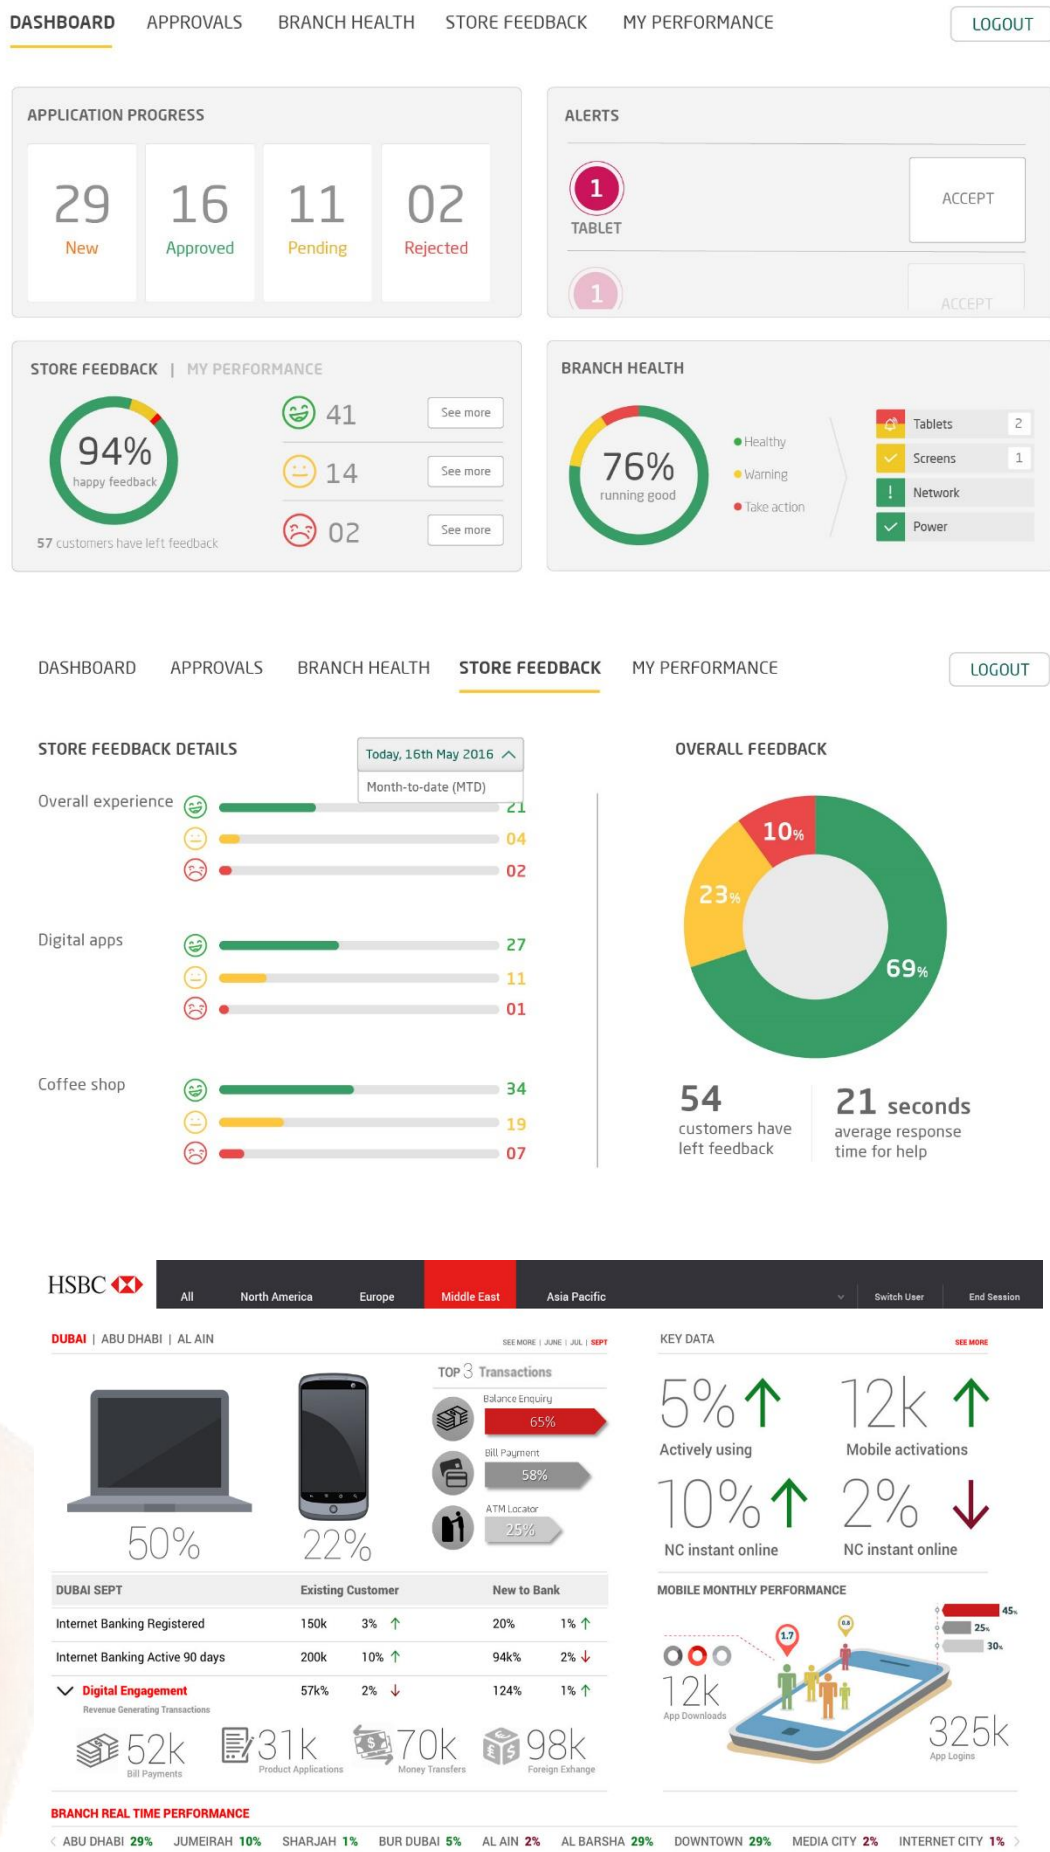 DASHBOARD APPROVALS BRANCH HEALTH STORE FEEDBACK MY PERFORMANCE LOGOUT
APPLICATION PROGRESS
29 16 11 02
New Approved Pending Rejected
ALERTS
1 ACCEPT
TABLET
1 ACCEPT
STORE FEEDBACK | MY PERFORMANCE
94%
happy feedback
57 customers have left feedback
41 See more
14 See more
02 See more
BRANCH HEALTH
76%
running good
Healthy
Warning
Take action
Tablets 2
Screens 1
! Network
Power
DASHBOARD APPROVALS BRANCH HEALTH STORE FEEDBACK MY PERFORMANCE LOGOUT
STORE FEEDBACK DETAILS
Today, 16th May 2016
Month-to-date (MTD)
Overall experience 21
04
02
Digital apps 27
11
01
Coffee shop 34
19
07
OVERALL FEEDBACK
10%
23%
69%
54
customers have
left feedback
21 seconds
average response
time for help
HSBC All North America Europe Middle East Asia Pacific Switch User End Session
DUBAI | ABU DHABI | AL AIN SEE MORE | JUNE | JUL | SEPT
50% 22%
TOP 3 Transactions
Balance Enquiry
65%
Bill Payment
58%
ATM Locator
25%
KEY DATA SEE MORE
5% 12k
Actively using Mobile activations
10% 2%
NC instant online NC instant online
DUBAI SEPT Existing Customer New to Bank
Internet Banking Registered 150k 3% 20% 1%
Internet Banking Active 90 days 200k 10% 94k% 2%
Digital Engagement 57k% 2% 124% 1%
Revenue Generating Transactions
52k 31k 70k 98k
Bill Payments Product Applications Money Transfers Foreign Exhange
MOBILE MONTHLY PERFORMANCE
45%
25%
30%
1.7
0.8
12k
App Downloads
325k
App Logins
BRANCH REAL TIME PERFORMANCE
ABU DHABI 29% JUMEIRAH 10% SHARJAH 1% BUR DUBAI 5% AL AIN 2% AL BARSHA 29% DOWNTOWN 29% MEDIA CITY 2% INTERNET CITY 1%